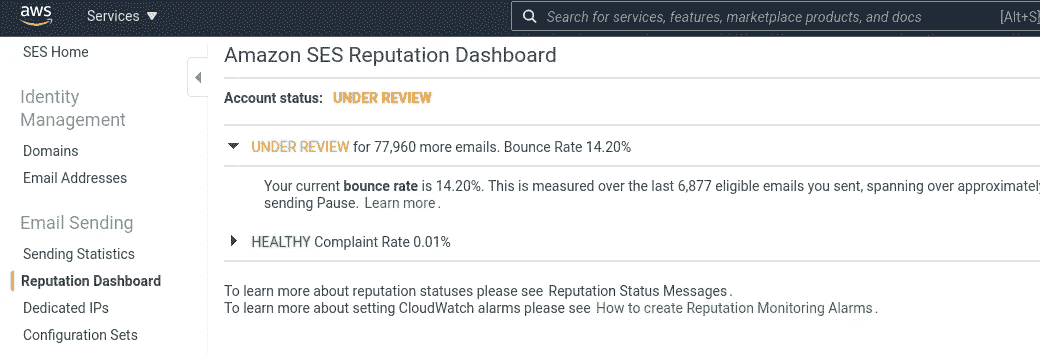 aws
Services ▼
Search for services, features, marketplace products, and docs
[Alt+S]
SES Home
Identity
Management
Domains
Email Addresses
Email Sending
Sending Statistics
Reputation Dashboard
Dedicated IPs
Configuration Sets
Amazon SES Reputation Dashboard
Account status: UNDER REVIEW
UNDER REVIEW for 77,960 more emails. Bounce Rate 14.20%
Your current bounce rate is 14.20%. This is measured over the last 6,877 eligible emails you sent, spanning over approximately
sending Pause. Learn more.
HEALTHY Complaint Rate 0.01%
To learn more about reputation statuses please see Reputation Status Messages.
To learn more about setting CloudWatch alarms please see How to create Reputation Monitoring Alarms.